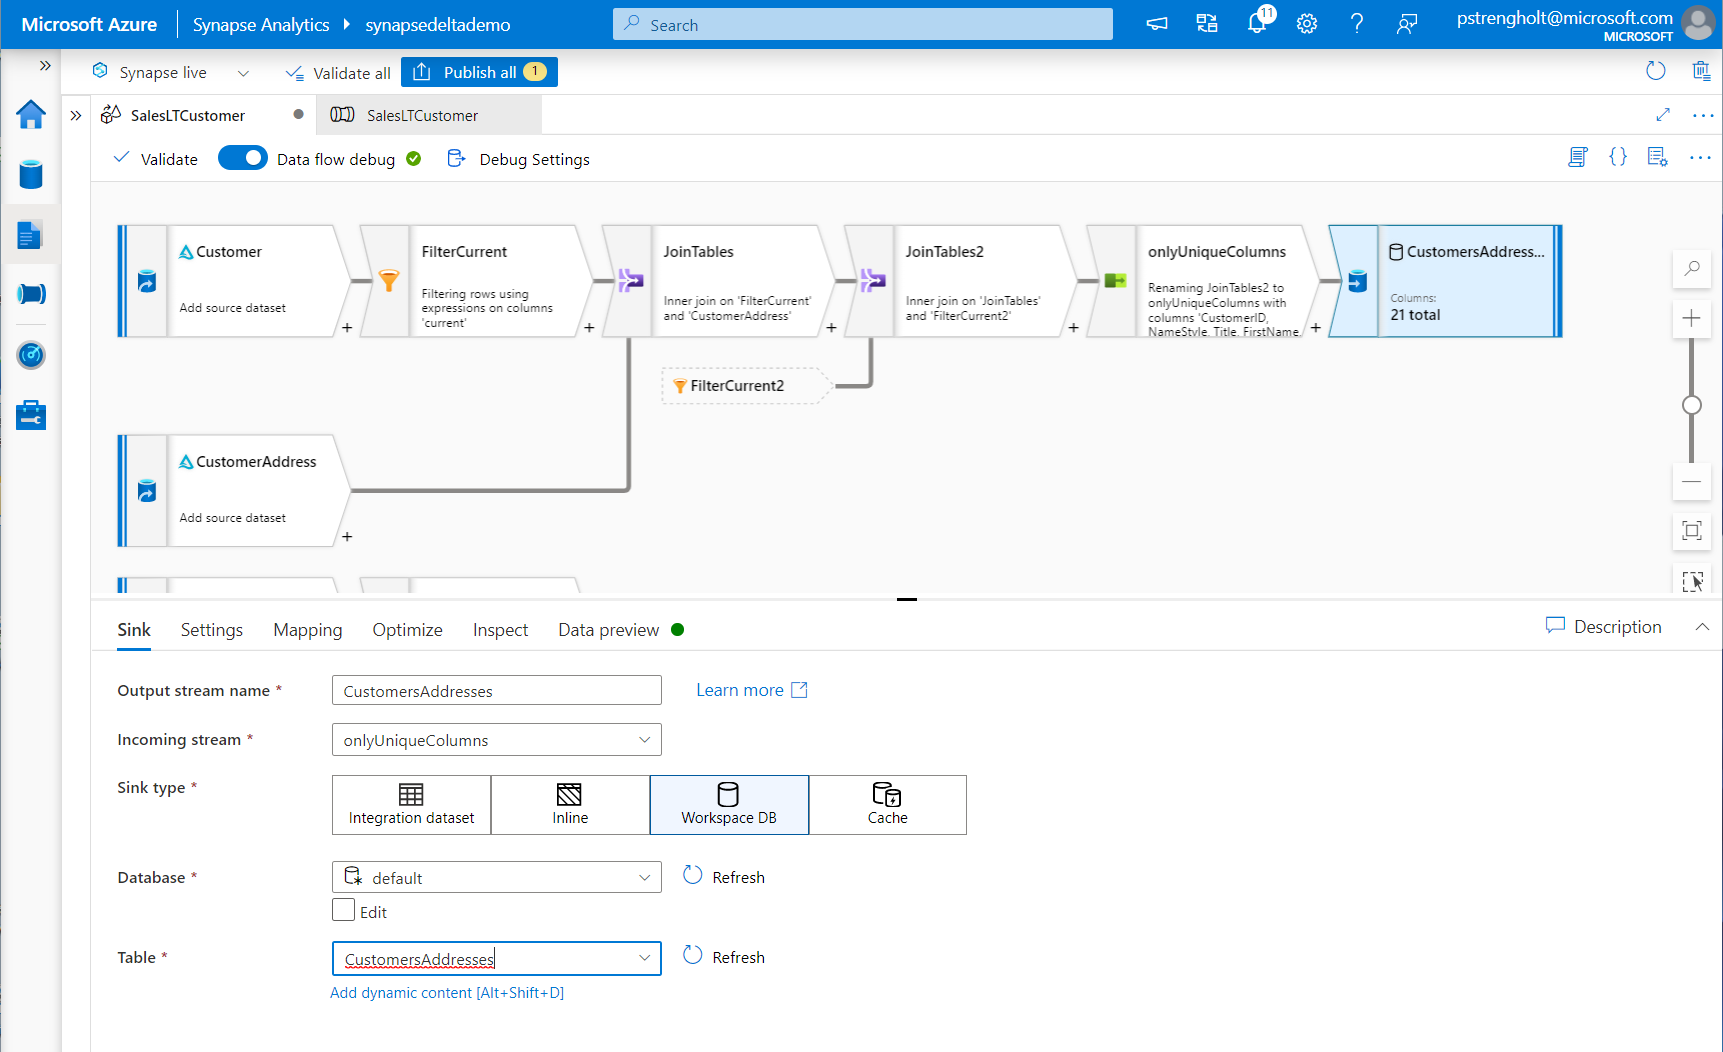 Microsoft Azure
Synapse Analytics
synapsedeltademo
Search
11
pstrengholt@microsoft.com
MICROSOFT
Synapse live
Validate all
Publish all 1
SalesLTCustomer
SalesLTCustomer
Validate
Data flow debug
Debug Settings
Customer
Add source dataset
+
FilterCurrent
Filtering rows using
expressions on columns
'current'
+
JoinTables
Inner join on 'FilterCurrent'
and 'CustomerAddress'
+
JoinTables2
Inner join on 'JoinTables'
and 'FilterCurrent2'
+
onlyUniqueColumns
Renaming JoinTables2 to
onlyUniqueColumns with
columns 'CustomerID,
NameStyle, Title, FirstName,
+
CustomersAddress...
Columns:
21 total
FilterCurrent2
CustomerAddress
Add source dataset
+
Sink
Settings
Mapping
Optimize
Inspect
Data preview
Description
Output stream name *
CustomersAddresses
Learn more
Incoming stream *
onlyUniqueColumns
Sink type *
Integration dataset
Inline
Workspace DB
Cache
Database *
default
Refresh
Edit
Table *
CustomersAddresses
Refresh
Add dynamic content [Alt+Shift+D]